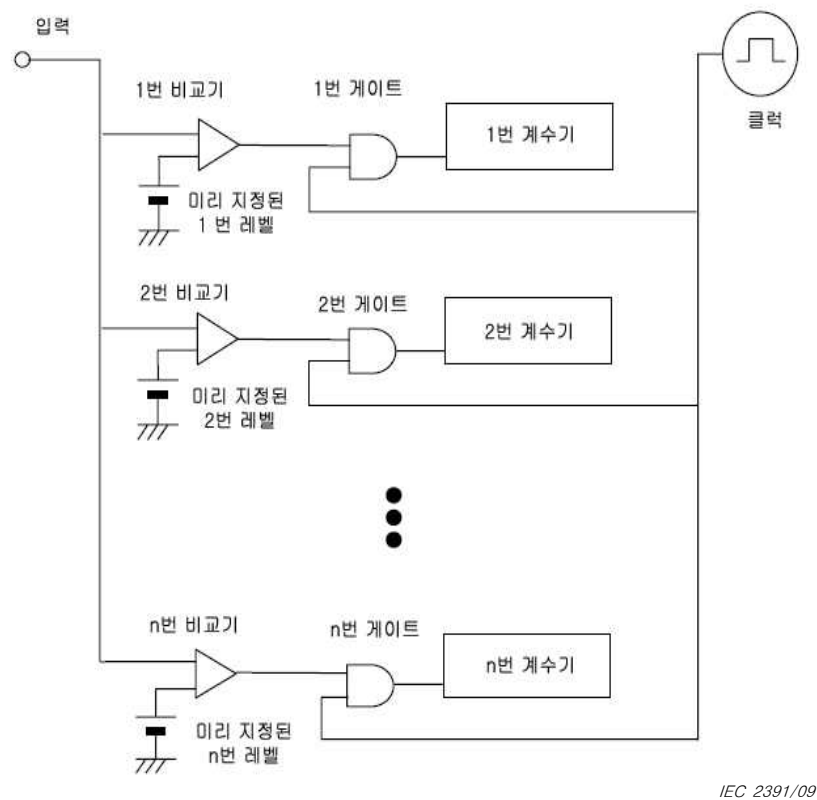 입력
클럭
1번 비교기
1번 게이트
1번 계수기
미리 지정된
1 번 레벨
2번 비교기
2번 게이트
2번 계수기
미리 지정된
2번 레벨
n번 비교기
n번 게이트
n번 계수기
미리 지정된
n번 레벨
IEC 2391/09